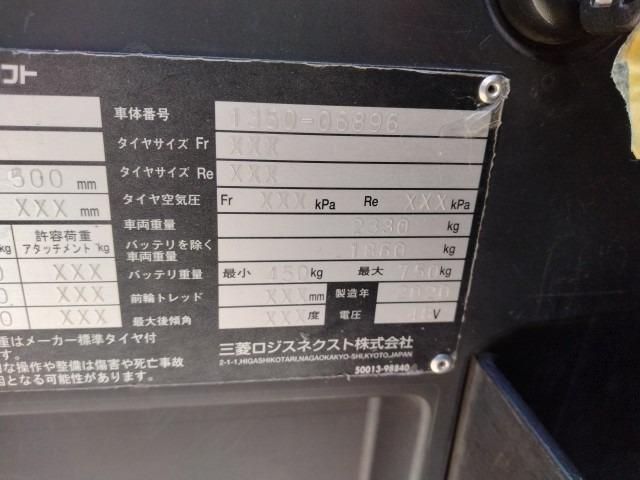 フト
車体番号 1J50-06896
タイヤサイズ Fr XXX
タイヤサイズ Re XXX
500 mm
タイヤ空気圧 Fr XXX kPa Re XXX kPa
XXX mm
車両重量 2330 kg
許容荷重
アタッチメント kg
バッテリを除く
車両重量 1860 kg
バッテリ重量 最小 450 kg 最大 750 kg
XXX
前輪トレッド XXX mm 製造年 2020
XXX
最大後傾角 XXX 度 電圧 48 V
XXX
重はメーカー標準タイヤ付
す。
三菱ロジスネクスト株式会社
2-1-1,HIGASHIKOTARI,NAGAOKAKYO-SHI,KYOTO,JAPAN
な操作や整備は傷害や死亡事故
因となる可能性があります。
50013-98840